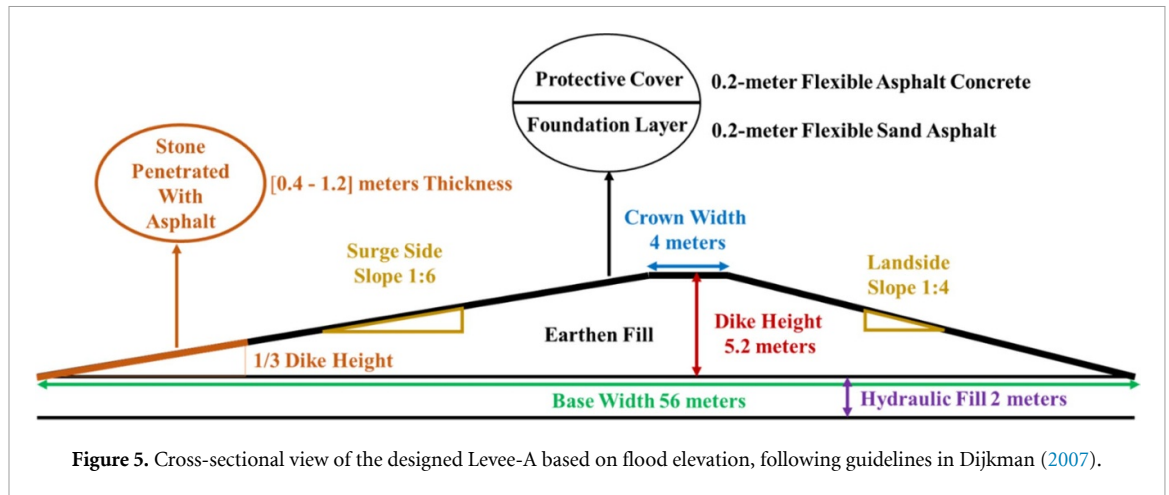 Protective Cover
0.2-meter Flexible Asphalt Concrete
Foundation Layer
0.2-meter Flexible Sand Asphalt
Stone
Penetrated
With
Asphalt
[0.4 - 1.2] meters Thickness
Crown Width
4 meters
Surge Side
Slope 1:6
Landside
Slope 1:4
Earthen Fill
Dike Height
5.2 meters
1/3 Dike Height
Base Width 56 meters
Hydraulic Fill 2 meters
Figure 5. Cross-sectional view of the designed Levee-A based on flood elevation, following guidelines in Dijkman (2007).